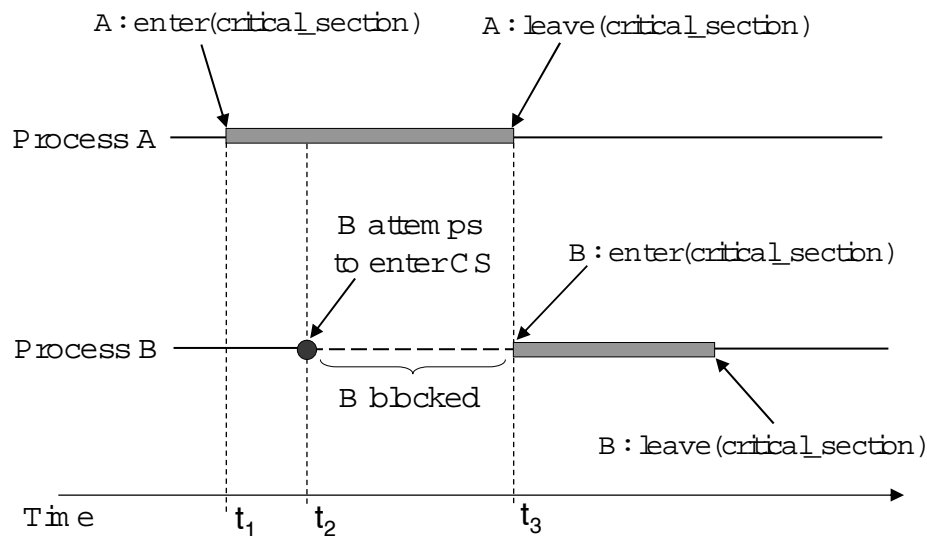 A: enter(critical_section)
A: leave(critical_section)
Process A
B attemps
to enter CS
B: enter(critical_section)
Process B
B blocked
B: leave(critical_section)
Time
t1
t2
t3